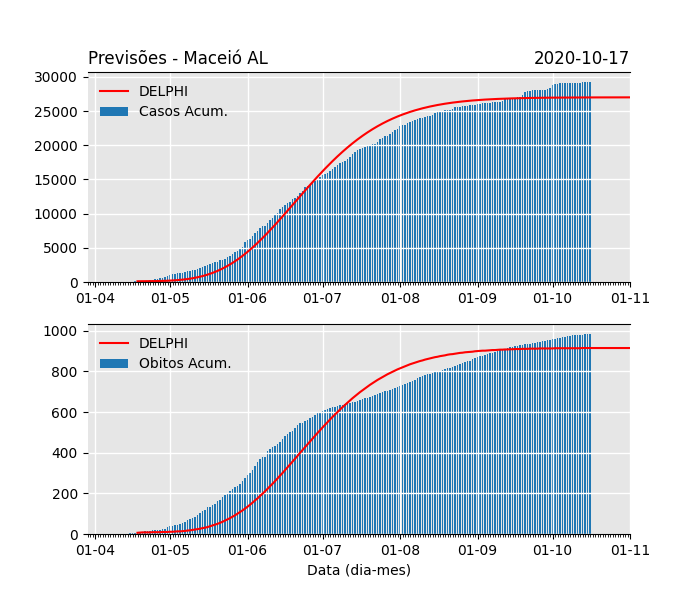 Previsões - Maceió AL 2020-10-17
30000
25000
20000
15000
10000
5000
0
DELPHI
Casos Acum.
01-04 01-05 01-06 01-07 01-08 01-09 01-10 01-11
1000
800
600
400
200
0
DELPHI
Obitos Acum.
01-04 01-05 01-06 01-07 01-08 01-09 01-10 01-11
Data (dia-mes)